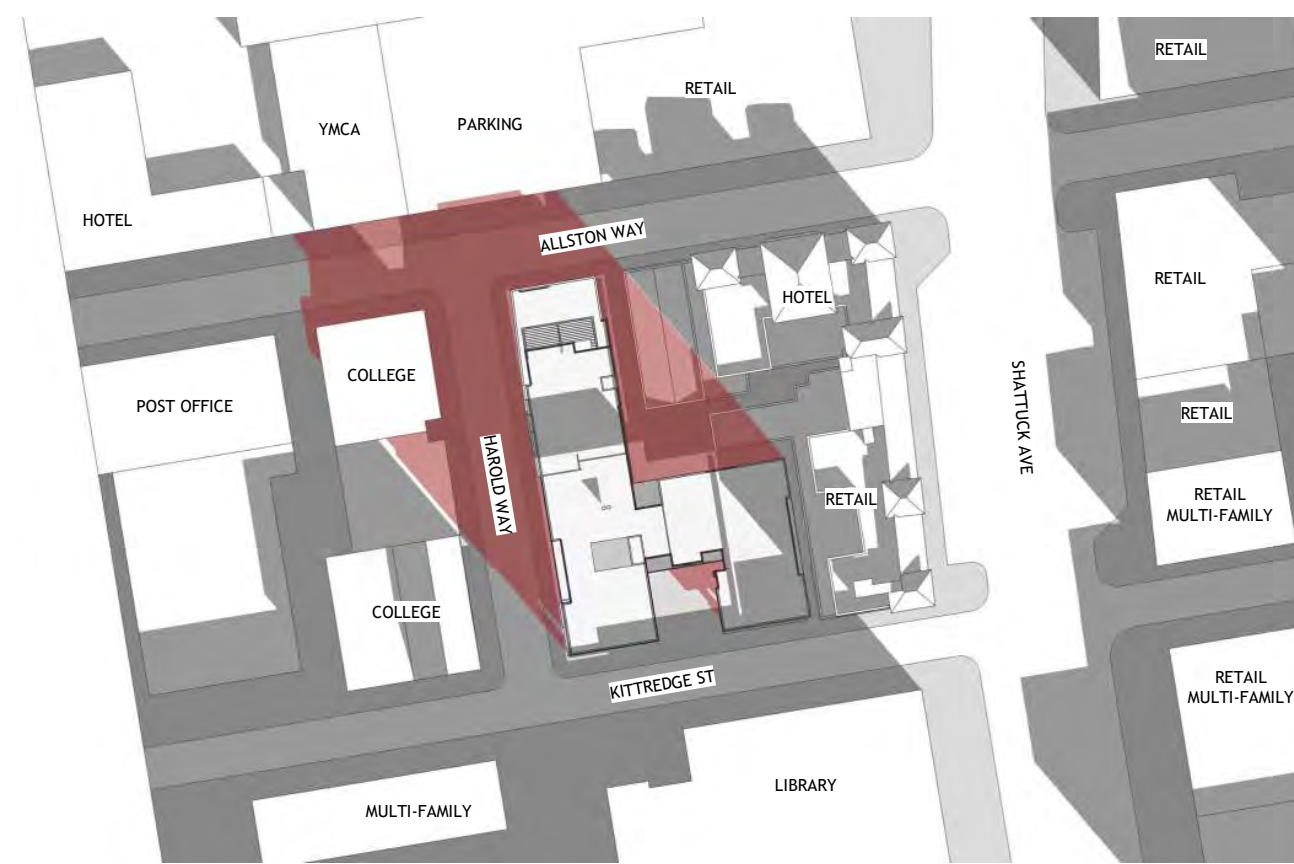 RETAIL
RETAIL
YMCA
PARKING
HOTEL
ALLSTON WAY
HOTEL
RETAIL
COLLEGE
POST OFFICE
SHATTUCK AVE
RETAIL
HAROLD WAY
RETAIL
RETAIL
MULTI-FAMILY
COLLEGE
KITTREDGE ST
RETAIL
MULTI-FAMILY
LIBRARY
MULTI-FAMILY